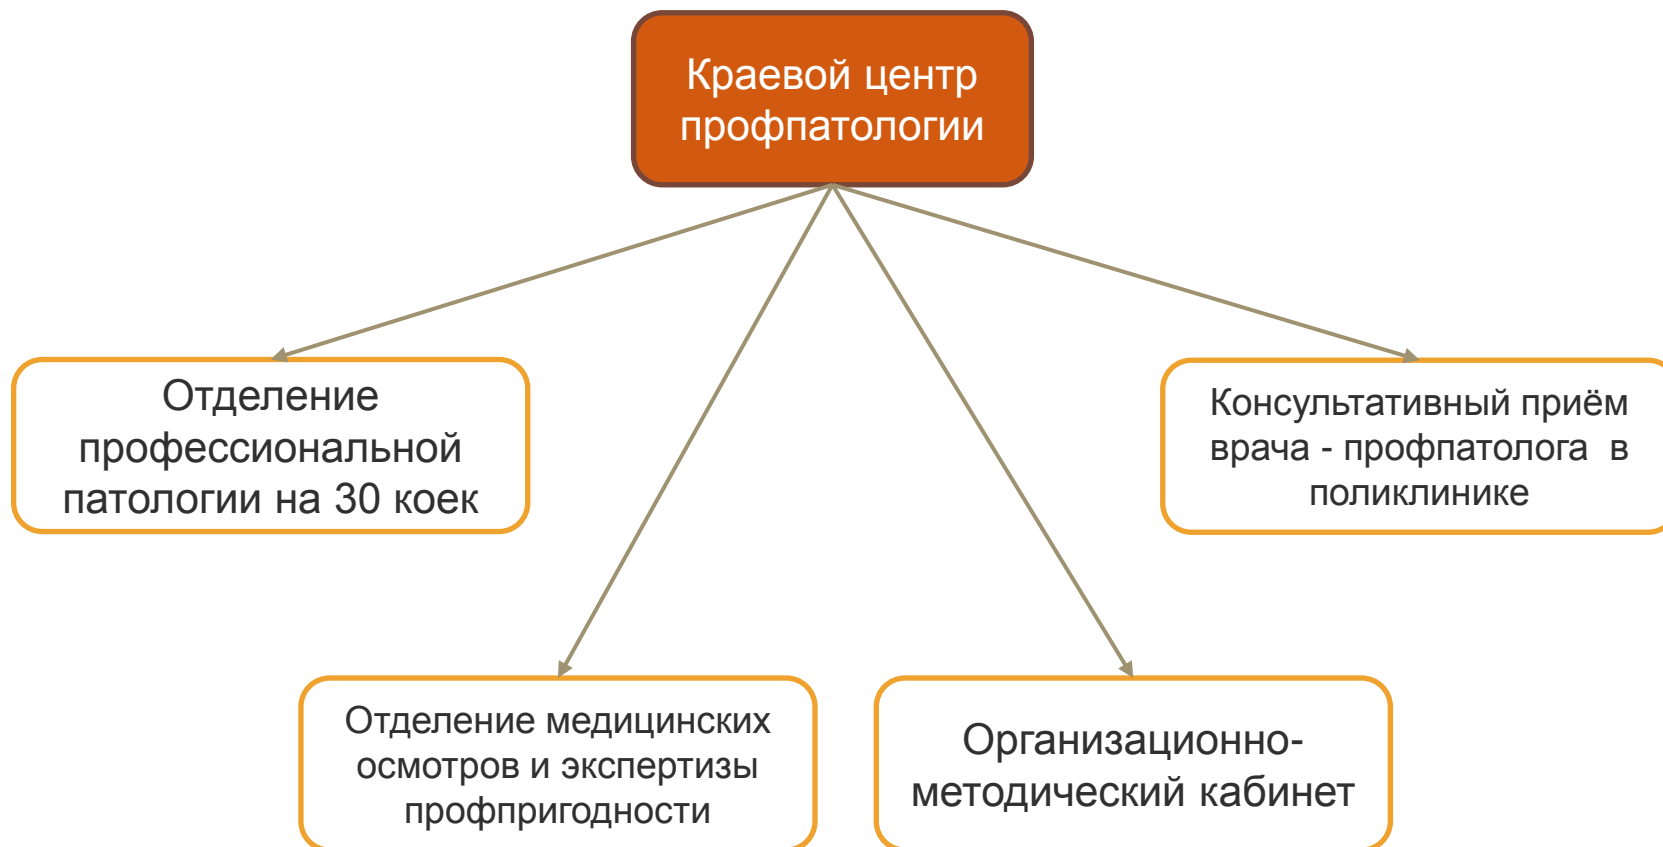 Краевой центр
профпатологии
Отделение
профессиональной
патологии на 30 коек
Консультативный приём
врача - профпатолога  в
поликлинике
Отделение медицинских
осмотров и экспертизы
профпригодности
Организационно-
методический кабинет